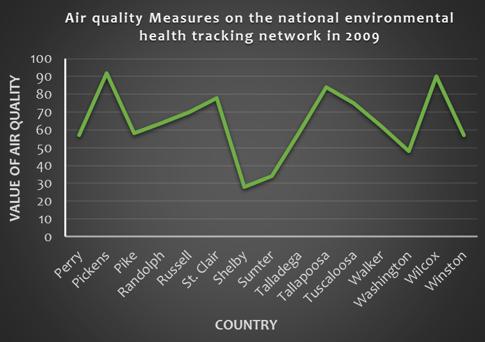 Air quality Measures on the national environmental
health tracking network in 2009
VALUE OF AIR QUALITY
100
90
80
70
60
50
40
30
20
10
0
Perry
Pickens
Pike
Randolph
Russell
St. Clair
Shelby
Sumter
Talladega
Tallapoosa
Tuscaloosa
Walker
Washington
Wilcox
Winston
COUNTRY